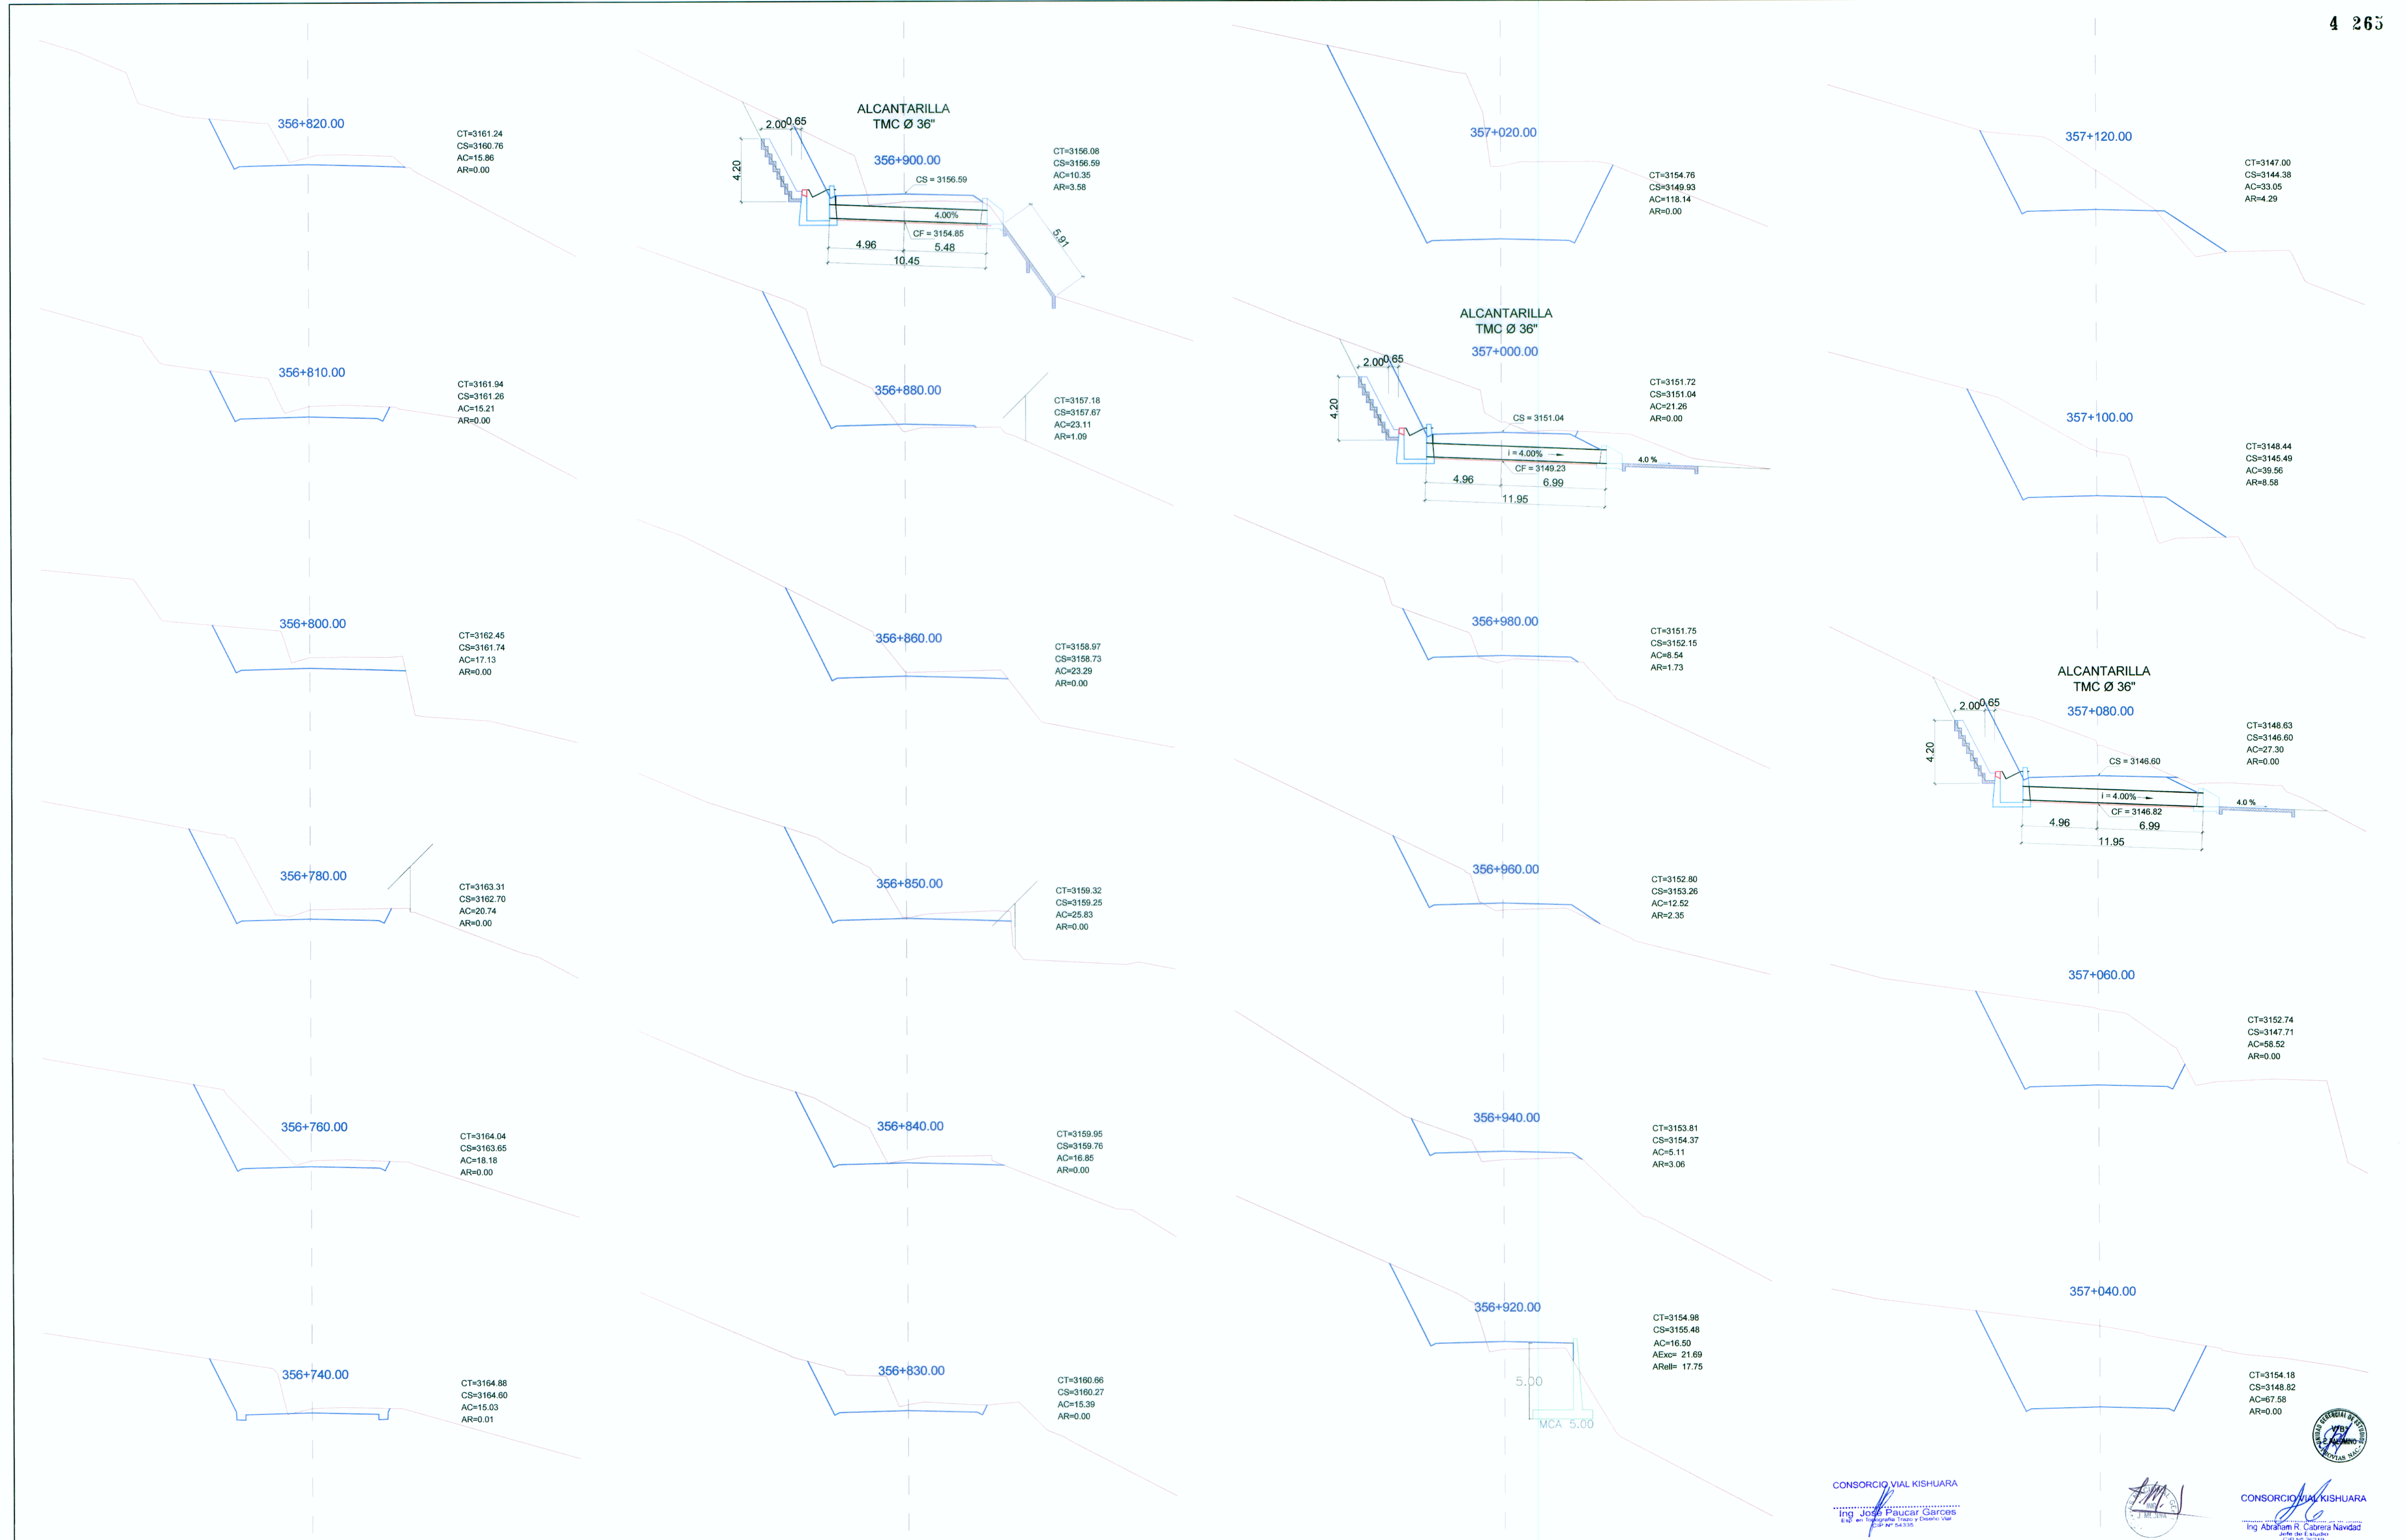 4 265
356+820.00
CT=3161.24
CS=3160.76
AC=15.86
AR=0.00
356+810.00
CT=3161.94
CS=3161.26
AC=15.21
AR=0.00
356+800.00
CT=3162.45
CS=3161.74
AC=17.13
AR=0.00
356+780.00
CT=3163.31
CS=3162.70
AC=20.74
AR=0.00
356+760.00
CT=3164.04
CS=3163.65
AC=18.18
AR=0.00
356+740.00
CT=3164.88
CS=3164.60
AC=15.03
AR=0.01
ALCANTARILLA
TMC Ø 36"
2.00 0.65
356+900.00
4.20
CS = 3156.59
4.00%
CF = 3154.85
4.96
5.48
10.45
5.91
CT=3156.08
CS=3156.59
AC=10.35
AR=3.58
356+880.00
CT=3157.18
CS=3157.67
AC=23.11
AR=1.09
356+860.00
CT=3158.97
CS=3158.73
AC=23.29
AR=0.00
356+850.00
CT=3159.32
CS=3159.25
AC=25.83
AR=0.00
356+840.00
CT=3159.95
CS=3159.76
AC=16.85
AR=0.00
356+830.00
CT=3160.66
CS=3160.27
AC=15.39
AR=0.00
357+020.00
CT=3154.76
CS=3149.93
AC=118.14
AR=0.00
ALCANTARILLA
TMC Ø 36"
357+000.00
2.00 0.65
4.20
CS = 3151.04
i = 4.00%
4.0 %
CF = 3149.23
4.96
6.99
11.95
CT=3151.72
CS=3151.04
AC=21.26
AR=0.00
356+980.00
CT=3151.75
CS=3152.15
AC=8.54
AR=1.73
356+960.00
CT=3152.80
CS=3153.26
AC=12.52
AR=2.35
356+940.00
CT=3153.81
CS=3154.37
AC=5.11
AR=3.06
356+920.00
CT=3154.98
CS=3155.48
AC=16.50
AExc= 21.69
ARell= 17.75
5.00
MCA 5.00
357+120.00
CT=3147.00
CS=3144.38
AC=33.05
AR=4.29
357+100.00
CT=3148.44
CS=3145.49
AC=39.56
AR=8.58
ALCANTARILLA
TMC Ø 36"
357+080.00
2.00 0.65
4.20
CS = 3146.60
i = 4.00%
4.0 %
CF = 3146.82
4.96
6.99
11.95
CT=3148.63
CS=3146.60
AC=27.30
AR=0.00
357+060.00
CT=3152.74
CS=3147.71
AC=58.52
AR=0.00
357+040.00
CT=3154.18
CS=3148.82
AC=67.58
AR=0.00
CONSORCIO VIAL KISHUARA
Ing José Paucar Garces
Esp. en Topografía Trazo y Diseño Vial
CIP Nº 54335
CONSORCIO VIAL KISHUARA
Ing Abraham R. Cabrera Navidad
Jefe de Estudio